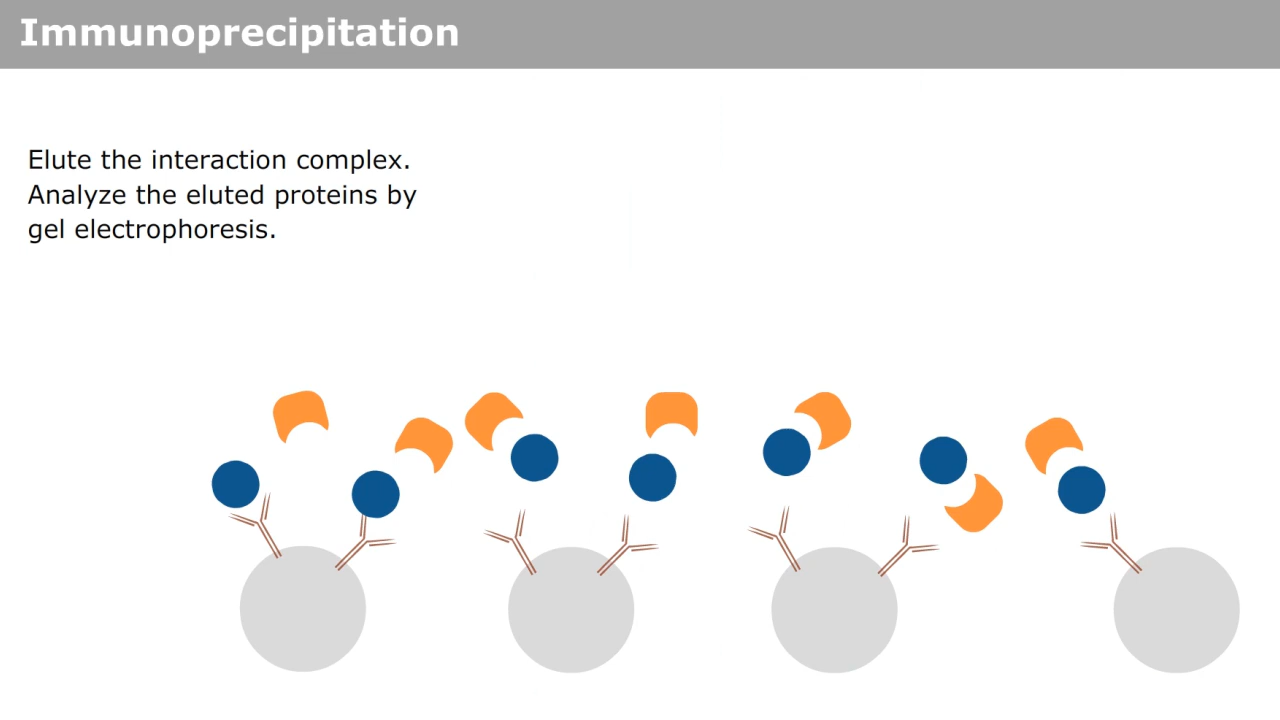 Immunoprecipitation
Elute the interaction complex.
Analyze the eluted proteins by
gel electrophoresis.